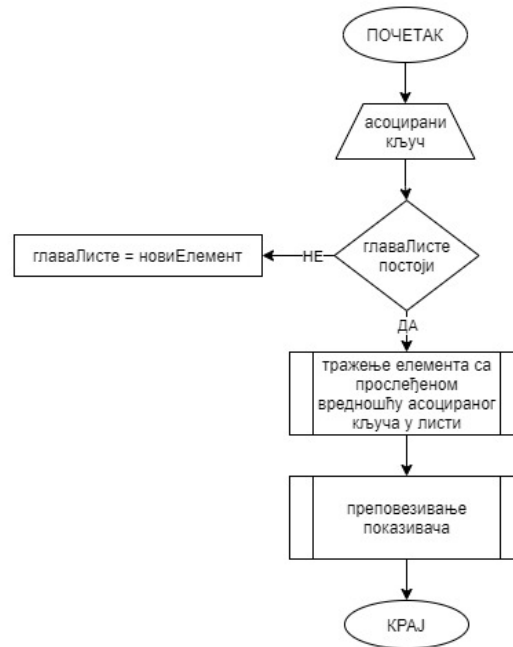 ПОЧЕТАК
асоцирани
кључ
главаЛисте
постоји
НЕ
главаЛисте = новиЕлемент
ДА
тражење елемента са
прослеђеном
вредношћу асоцираног
кључа у листи
преповезивање
показивача
КРАЈ